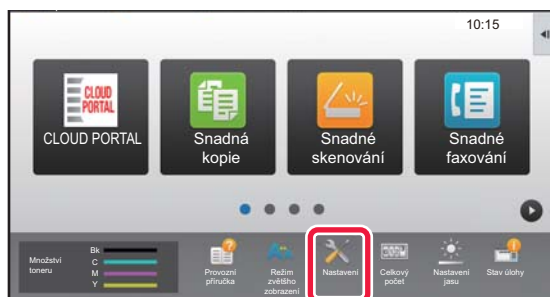 10:15
CLOUD
PORTAL
CLOUD PORTAL
Snadná
kopie
Snadné
skenování
Snadné
faxování
Množství
toneru
Bk
C
M
Y
Provozní
příručka
Režim
zvětšeho
zobrazení
Nastavení
Celkový
počet
Nastavení
jasu
Stav úlohy